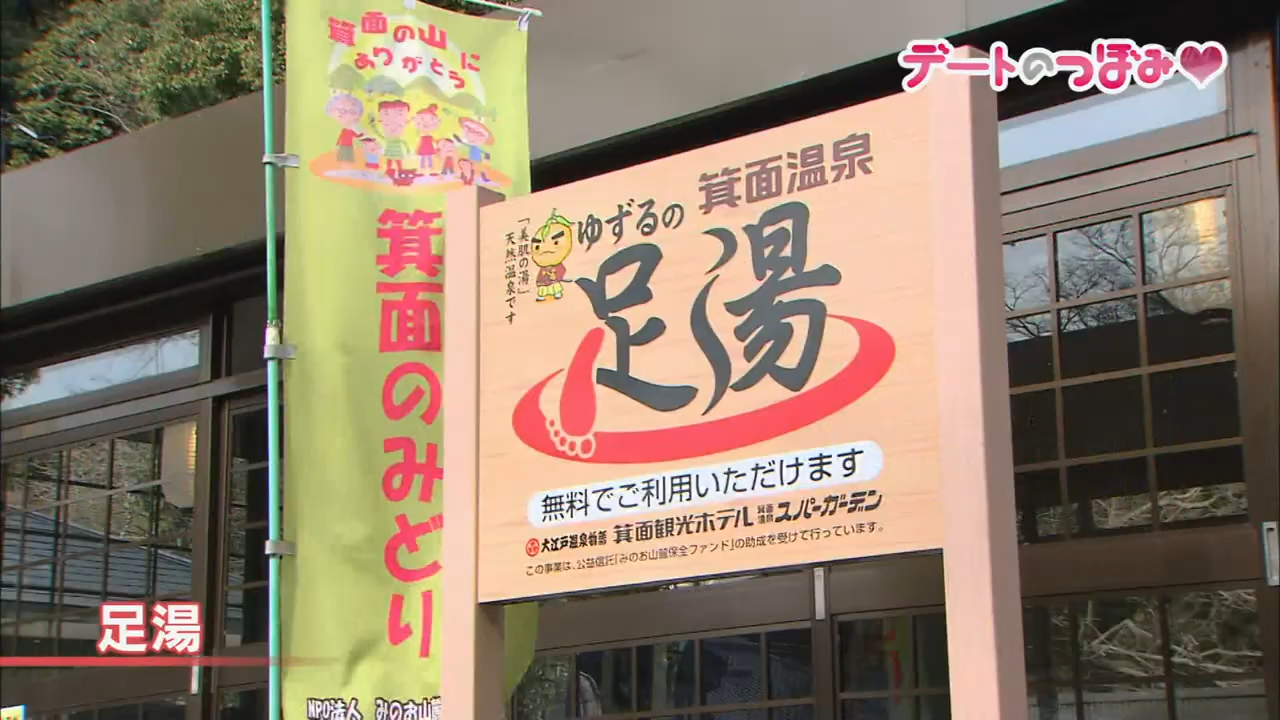 デートのつぼみ♥
箕面の山に
ありがとう
箕面のみどり
NPO法人 みのお山麓
箕面温泉
ゆずるの
足湯
「美肌の湯」
天然温泉です
無料でご利用いただけます
大江戸温泉物語 箕面観光ホテル 箕面温泉 スパーガーデン
この事業は、公益信託「みのお山麓保全ファンド」の助成を受けて行っています。
足湯